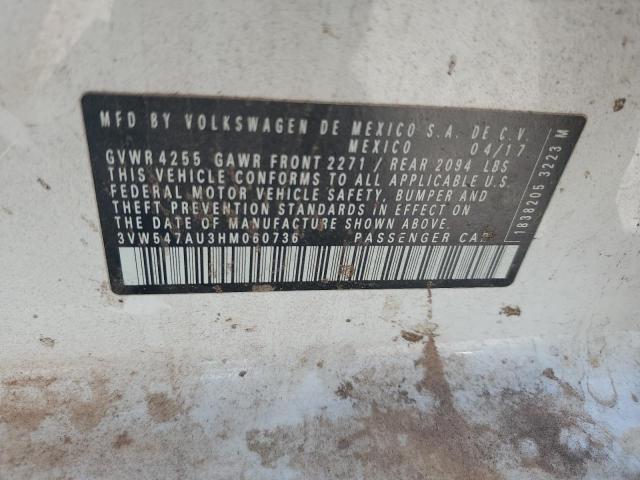 MFD BY VOLKSWAGEN DE MEXICO S.A. DE C.V.
MEXICO 04/17
GVWR 4255 GAWR FRONT 2271 / REAR 2094 LBS
THIS VEHICLE CONFORMS TO ALL APPLICABLE U.S.
FEDERAL MOTOR VEHICLE SAFETY, BUMPER AND
THEFT PREVENTION STANDARDS IN EFFECT ON
THE DATE OF MANUFACTURE SHOWN ABOVE.
3VW547AU3HM060736 PASSENGER CAR
1838205 3223 M